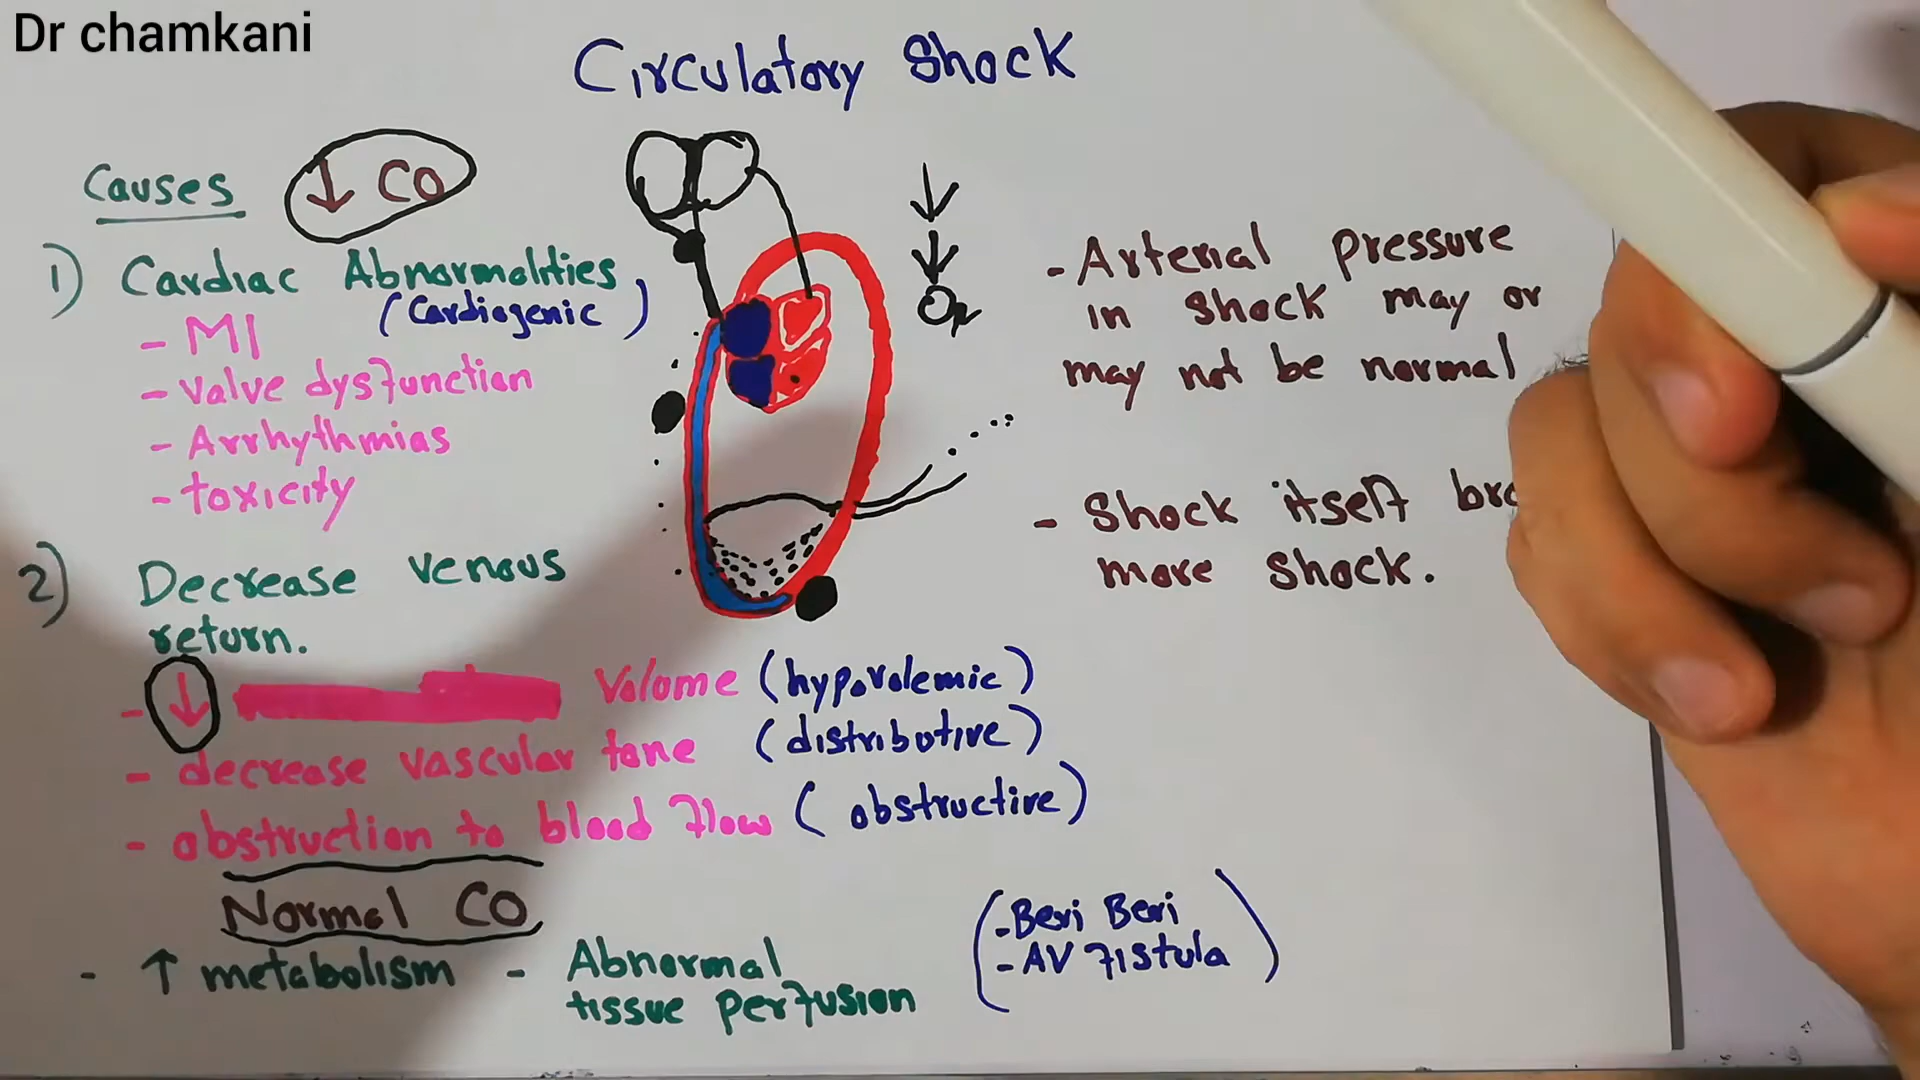 Dr chamkani
Circulatory Shock
Causes ↓ CO
1) Cardiac Abnormalities
(Cardiogenic)
- MI
- Valve dysfunction
- Arrhythmias
- toxicity
2) Decrease venous
return.
- ↓ Volume (hypovolemic)
- decrease vascular tone (distributive)
- obstruction to blood flow (obstructive)
Normal CO
- ↑ metabolism - Abnormal
tissue perfusion
(- Beri Beri
- AV fistula)
↓
↓
O2
- Arterial pressure
in shock may or
may not be normal
- Shock itself
more shock.